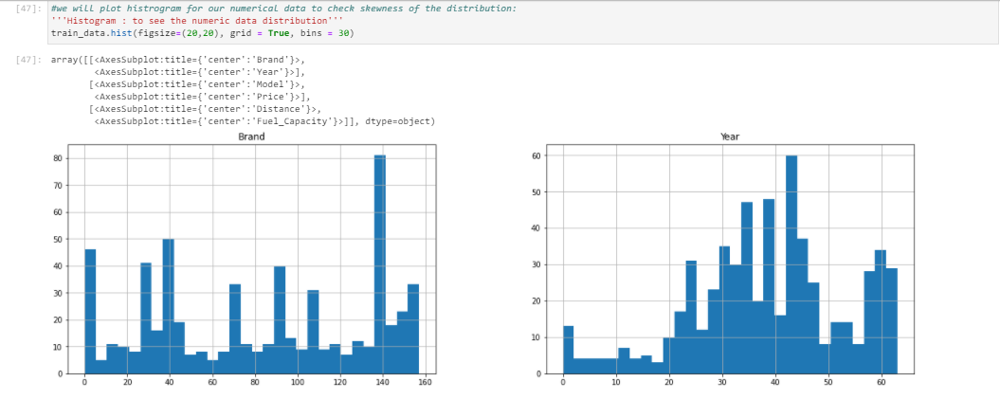 [47]: #we will plot histrogram for our numerical data to check skewness of the distribution:
'''Histogram : to see the numeric data distribution'''
train_data.hist(figsize=(20,20), grid = True, bins = 30)
[47]: array([[<AxesSubplot:title={'center':'Brand'}>,
<AxesSubplot:title={'center':'Year'}>],
[<AxesSubplot:title={'center':'Model'}>,
<AxesSubplot:title={'center':'Price'}>],
[<AxesSubplot:title={'center':'Distance'}>,
<AxesSubplot:title={'center':'Fuel_Capacity'}>]], dtype=object)
Brand
80
70
60
50
40
30
20
10
0
0 20 40 60 80 100 120 140 160
Year
60
50
40
30
20
10
0
0 10 20 30 40 50 60